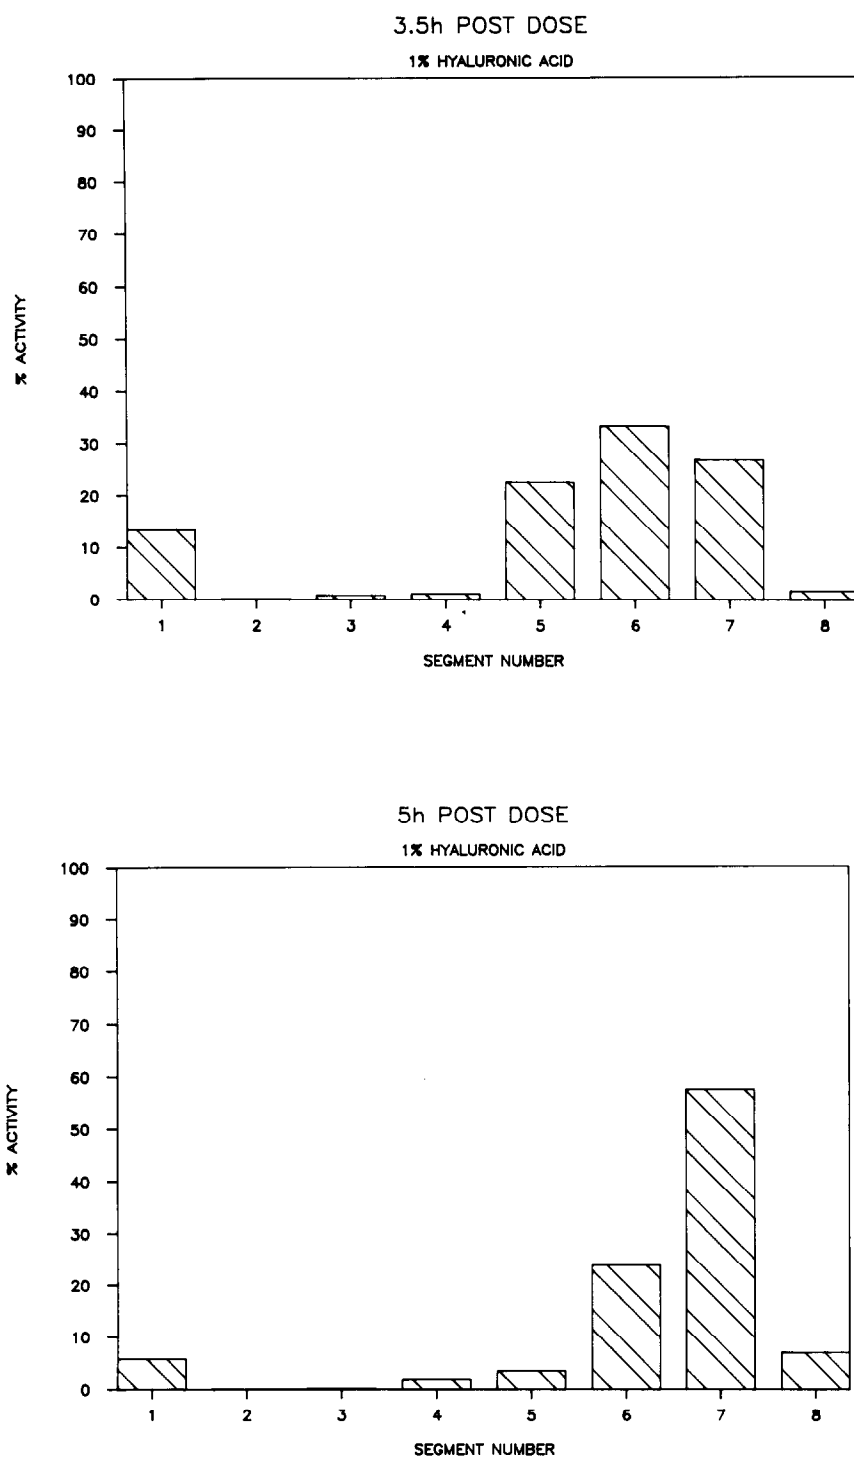 3.5h POST DOSE
1% HYALURONIC ACID
100
90
80
70
60
50
40
30
20
10
0
% ACTIVITY
1 2 3 4 5 6 7 8
SEGMENT NUMBER
5h POST DOSE
1% HYALURONIC ACID
100
90
80
70
60
50
40
30
20
10
0
% ACTIVITY
1 2 3 4 5 6 7 8
SEGMENT NUMBER